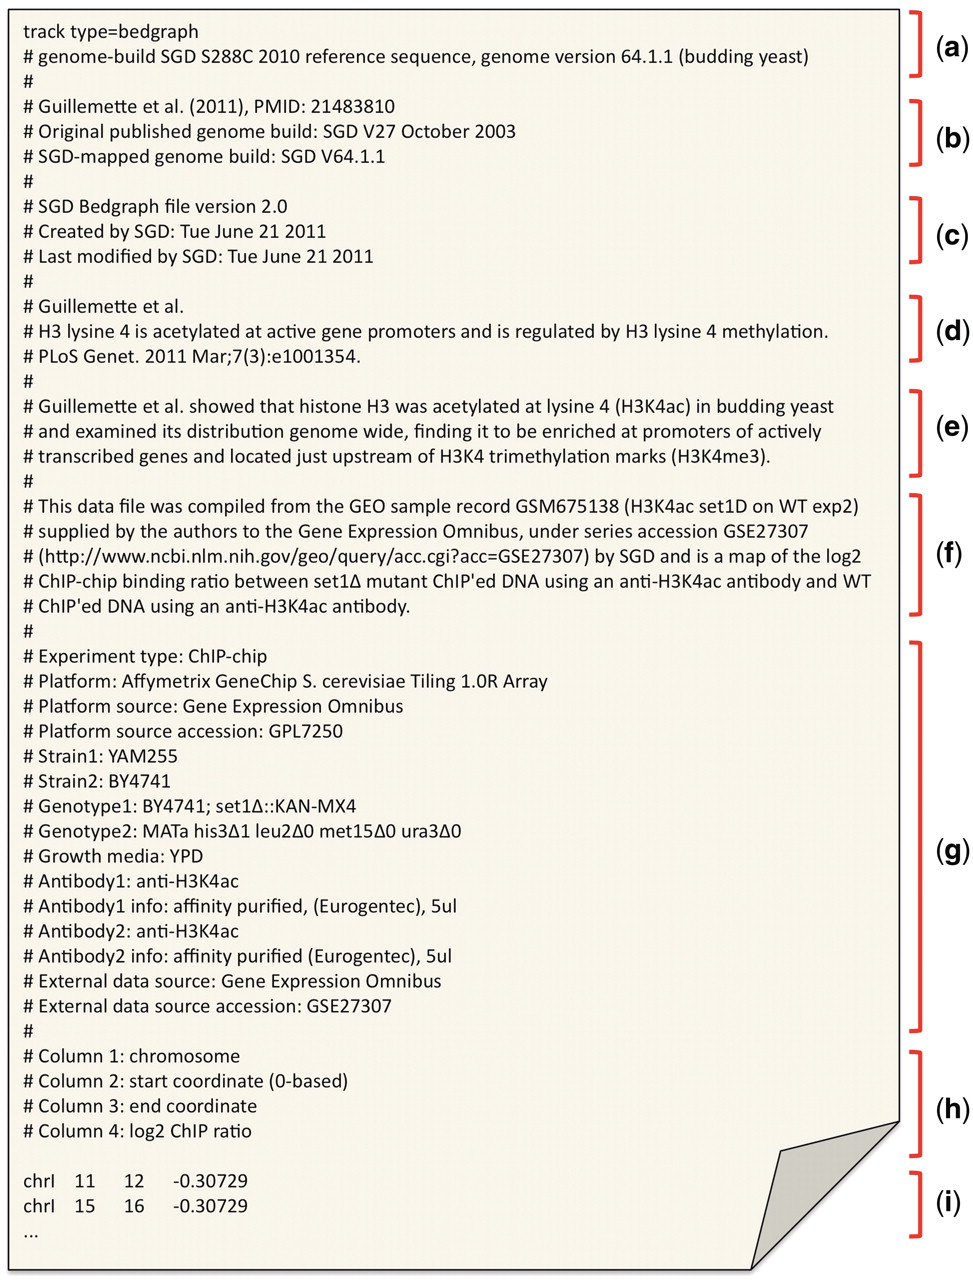 track type=bedgraph
# genome-build SGD S288C 2010 reference sequence, genome version 64.1.1 (budding yeast)
(a)
#
# Guillemette et al. (2011), PMID: 21483810
# Original published genome build: SGD V27 October 2003
(b)
# SGD-mapped genome build: SGD V64.1.1
#
# SGD Bedgraph file version 2.0
# Created by SGD: Tue June 21 2011
(c)
# Last modified by SGD: Tue June 21 2011
#
# Guillemette et al.
# H3 lysine 4 is acetylated at active gene promoters and is regulated by H3 lysine 4 methylation.
(d)
# PLoS Genet. 2011 Mar;7(3):e1001354.
#
# Guillemette et al. showed that histone H3 was acetylated at lysine 4 (H3K4ac) in budding yeast
# and examined its distribution genome wide, finding it to be enriched at promoters of actively
(e)
# transcribed genes and located just upstream of H3K4 trimethylation marks (H3K4me3).
#
# This data file was compiled from the GEO sample record GSM675138 (H3K4ac set1D on WT exp2)
# supplied by the authors to the Gene Expression Omnibus, under series accession GSE27307
# (http://www.ncbi.nlm.nih.gov/geo/query/acc.cgi?acc=GSE27307) by SGD and is a map of the log2
(f)
# ChIP-chip binding ratio between set1Δ mutant ChIP'ed DNA using an anti-H3K4ac antibody and WT
# ChIP'ed DNA using an anti-H3K4ac antibody.
#
# Experiment type: ChIP-chip
# Platform: Affymetrix GeneChip S. cerevisiae Tiling 1.0R Array
# Platform source: Gene Expression Omnibus
# Platform source accession: GPL7250
# Strain1: YAM255
# Strain2: BY4741
# Genotype1: BY4741; set1Δ::KAN-MX4
# Genotype2: MATa his3Δ1 leu2Δ0 met15Δ0 ura3Δ0
# Growth media: YPD
(g)
# Antibody1: anti-H3K4ac
# Antibody1 info: affinity purified, (Eurogentec), 5ul
# Antibody2: anti-H3K4ac
# Antibody2 info: affinity purified (Eurogentec), 5ul
# External data source: Gene Expression Omnibus
# External data source accession: GSE27307
#
# Column 1: chromosome
# Column 2: start coordinate (0-based)
# Column 3: end coordinate
(h)
# Column 4: log2 ChIP ratio
chrI 11 12 -0.30729
chrI 15 16 -0.30729
(i)
...